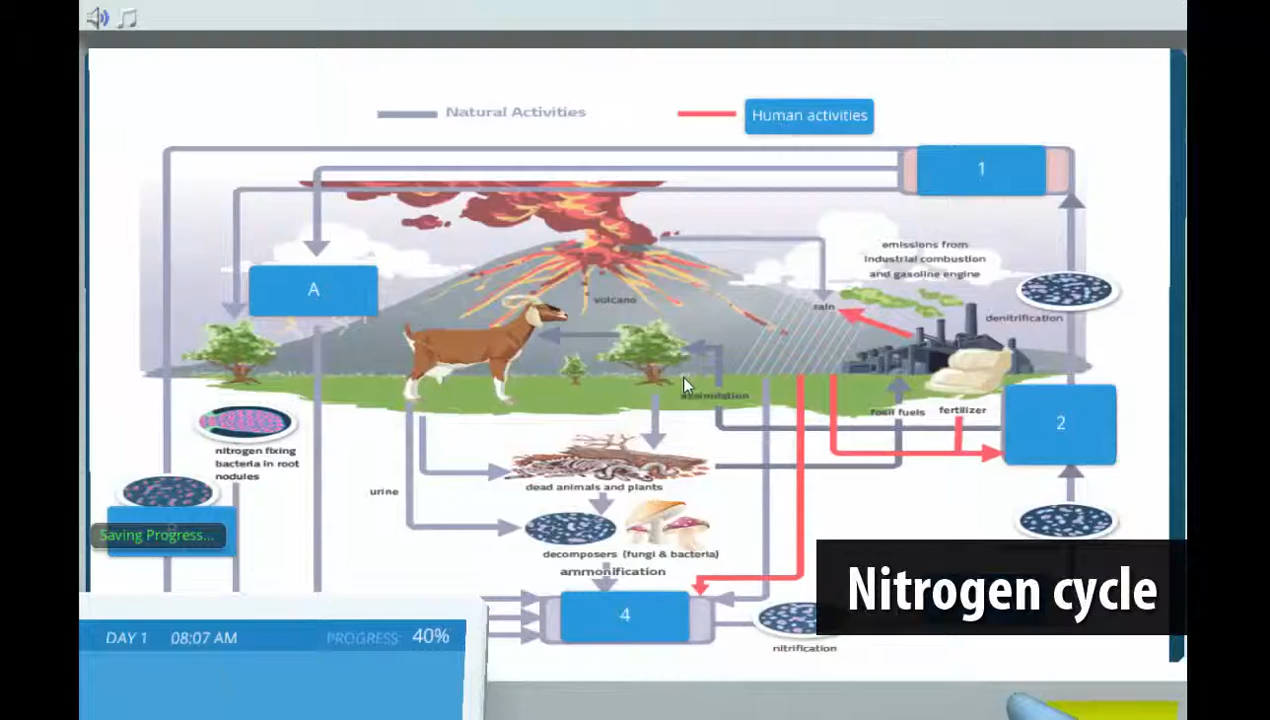 Natural Activities
Human activities
1
emissions from
industrial combustion
and gasoline engine
A
volcano
rain
denitrification
assimilation
fossil fuels
fertilizer
2
nitrogen fixing
bacteria in root
nodules
urine
dead animals and plants
Saving Progress...
decomposers (fungi & bacteria)
ammonification
4
Nitrogen cycle
nitrification
DAY 1 08:07 AM PROGRESS: 40%